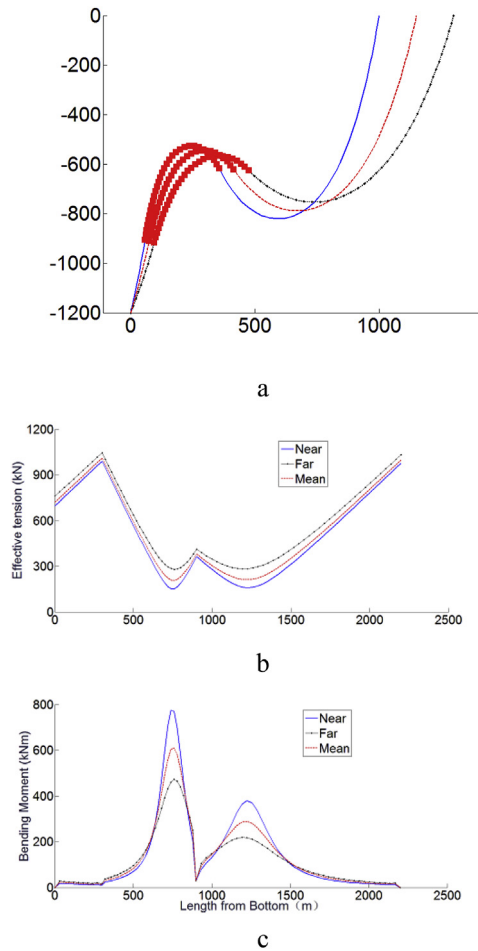 0
-200
-400
-600
-800
-1000
-1200
0 500 1000
a
1200
900
600
300
0
Effective tension (kN)
Near
Far
Mean
0 500 1000 1500 2000 2500
b
800
600
400
200
0
Bending Moment (kNm)
Near
Far
Mean
0 500 1000 1500 2000 2500
Length from Bottom（m）
c